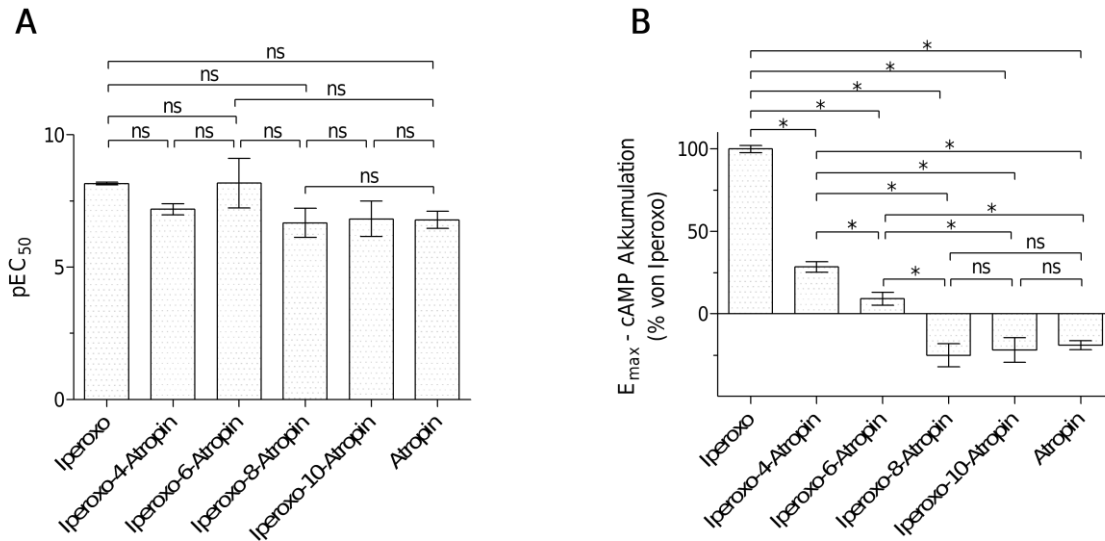 A
ns
ns
ns
ns
ns
ns
ns
ns
ns
ns
10
5
0
pEC50
Iperoxo
Iperoxo-4-Atropin
Iperoxo-6-Atropin
Iperoxo-8-Atropin
Iperoxo-10-Atropin
Atropin
B
*
*
*
*
*
*
*
*
*
*
*
*
ns
ns
ns
100
50
0
Emax - cAMP Akkumulation
(% von Iperoxo)
Iperoxo
Iperoxo-4-Atropin
Iperoxo-6-Atropin
Iperoxo-8-Atropin
Iperoxo-10-Atropin
Atropin